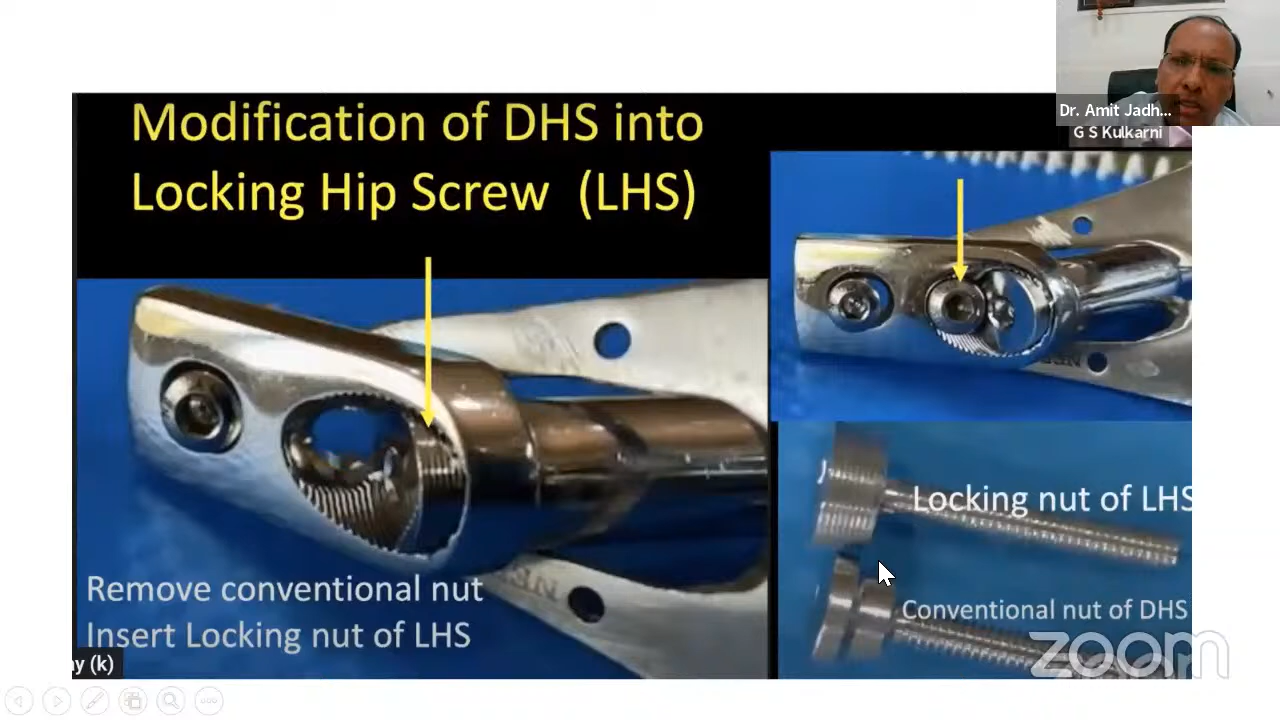 Modification of DHS into
Locking Hip Screw (LHS)
Dr. Amit Jadh...
G S Kulkarni
Locking nut of LHS
Remove conventional nut
Insert Locking nut of LHS
Conventional nut of DHS
zoom
ay (k)